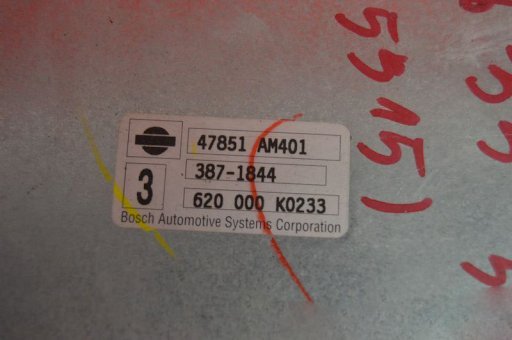 47851 AM401
387-1844
3
620 000 K0233
Bosch Automotive Systems Corporation